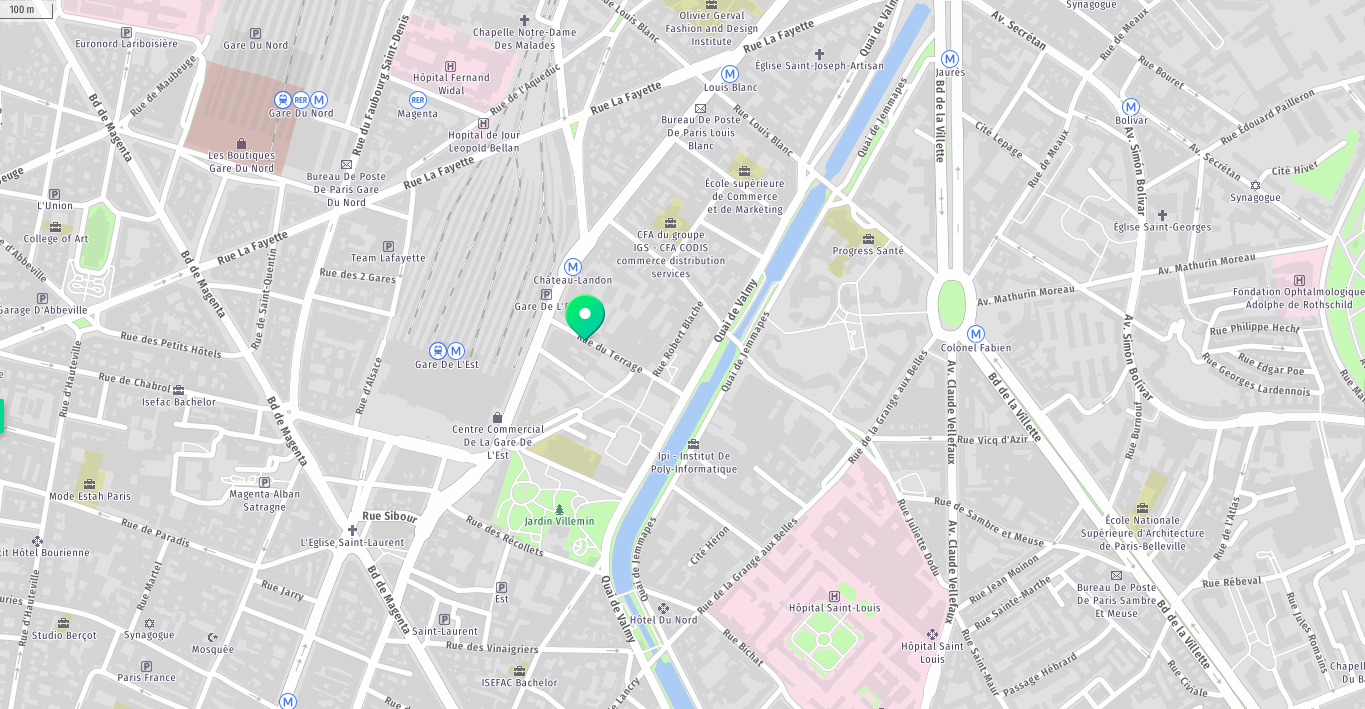 100 m
Euronord Lariboisière
Gare Du Nord
Rue de Maubeuge
Bd de Magenta
Rue du Faubourg Saint-Denis
Chapelle Notre-Dame
Des Malades
Hôpital Fernand
Widal
Rue de l'Aqueduc
RER
M
Gare Du Nord
RER
Magenta
Hopital de Jour
Leopold Bellan
Rue La Fayette
Rue Louis Blanc
Olivier Gerval
Fashion and Design
Institute
Rue La Fayette
M
Louis Blanc
Église Saint-Joseph-Artisan
Quai de Valmy
Bureau De Poste
De Paris Louis
Blanc
Rue Louis Blanc
Quai de Jemmapes
M
Jaurès
Bd de la Villette
Av. Secrétan
Synagogue
Rue de Meaux
Rue Bouret
M
Bolivar
Rue Édouard Pailleron
Cité Lepage
Rue de Meaux
Av. Simón Bolivar
Av. Secrétan
Cité Hiver
Synagogue
Église Saint-Georges
Les Boutiques
Gare Du Nord
Bureau De Poste
De Paris Gare
Du Nord
Rue La Fayette
L'Union
College of Art
Garage D'Abbeville
Rue La Fayette
Bd de Magenta
Rue de Saint-Quentin
Team Lafayette
Rue des 2 Gares
École supérieure
de Commerce
et de Marketing
CFA du groupe
IGS - CFA CODIS
commerce distribution
services
Progress Santé
M
Château-Landon
Quai de Valmy
Quai de Jemmapes
Rue Robert Blache
Rue du Terrage
Av. Mathurin Moreau
Av. Mathurin Moreau
Fondation Ophtalmologique
Adolphe de Rothschild
M
Colonel Fabien
Rue Philippe Hecht
Rue Edgar Poe
Rue Georges Lardennois
Av. Simón Bolivar
Rue Manin
Rue des Petits Hôtels
Rue d'Hauteville
Rue de Chabrol
Isefac Bachelor
M
Gare De L'Est
Rue d'Alsace
Bd de Magenta
Centre Commercial
De La Gare De
L'Est
Ipi - Institut De
Poly-Informatique
Rue de la Grange aux Belles
Av. Claude Vellefaux
Bd de la Villette
Rue Vicq d'Azir
Rue Burnouf
Mode Estah Paris
Magenta Alban
Satragne
Rue Sibour
L'Eglise Saint-Laurent
Rue de Paradis
Jardin Villemin
Rue des Récollets
Quai de Jemmapes
Cité Héron
Rue de la Grange aux Belles
Rue Juliette Dodu
Av. Claude Vellefaux
Rue de Sambre et Meuse
École Nationale
Supérieure d'Architecture
de Paris-Belleville
Rue de l'Atlas
Rue Rébeval
Rue Jean Moinon
Rue Sainte-Marthe
Bureau De Poste
De Paris Sambre
Et Meuse
Bd de la Villette
Rue Jules Romains
Rue d'Hauteville
Rue Martel
Rue Jarry
Bd de Magenta
Studio Berçot
Synagogue
Mosquée
Paris France
M
Est
Saint-Laurent
Rue des Vinaigriers
ISEFAC Bachelor
Quai de Valmy
Hôtel Du Nord
Rue Bichat
Hôpital Saint-Louis
Hôpital Saint
Louis
Passage Hébrard
Rue Civiale